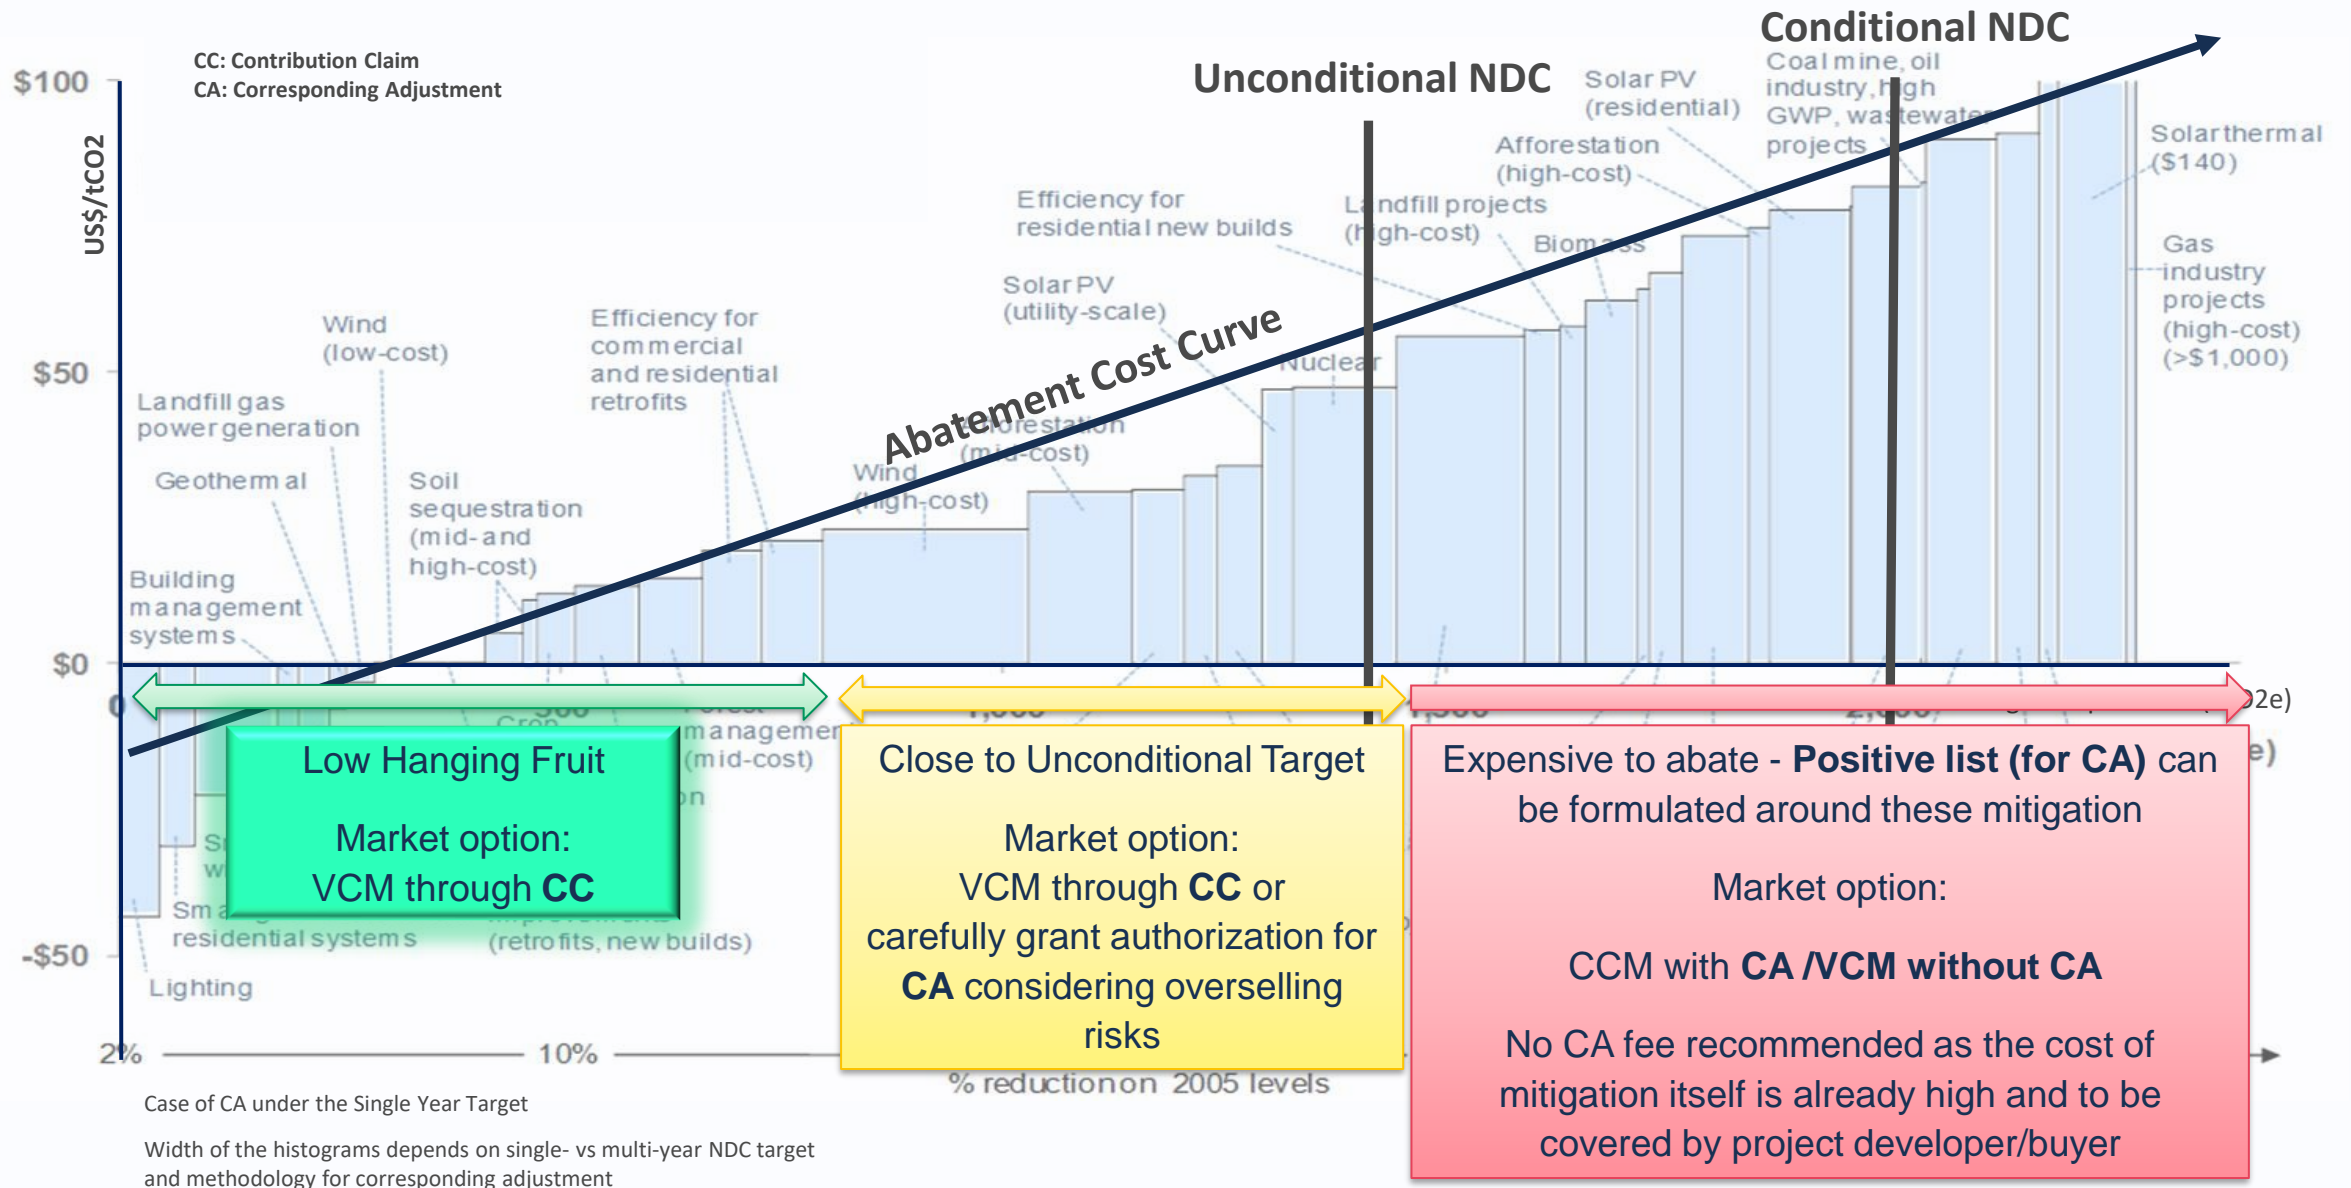 Conditional NDC
Unconditional NDC
CC: Contribution Claim
CA: Corresponding Adjustment
US$/tCO2
$100
$50
$0
-$50
0
Abatement Cost Curve
Coal mine, oil
industry, high
GWP, wastewater
projects
Solar PV
(residential)
Solar thermal
($140)
Afforestation
(high-cost)
Efficiency for
residential new builds
Landfill projects
(high-cost)
Biomass
Gas
industry
projects
(high-cost)
(>$1,000)
Solar PV
(utility-scale)
Nuclear
Wind
(low-cost)
Efficiency for
commercial
and residential
retrofits
Landfill gas
power generation
Afforestation
(mid-cost)
Wind
(high-cost)
Geothermal
Soil
sequestration
(mid- and
high-cost)
Building
management
systems
(mid-cost)
residential systems
(retrofits, new builds)
Lighting
Low Hanging Fruit
Market option:
VCM through CC
Close to Unconditional Target
Market option:
VCM through CC or
carefully grant authorization for
CA considering overselling
risks
Expensive to abate - Positive list (for CA) can
be formulated around these mitigation
Market option:
CCM with CA /VCM without CA
No CA fee recommended as the cost of
mitigation itself is already high and to be
covered by project developer/buyer
2%
10%
% reduction on 2005 levels
Case of CA under the Single Year Target
Width of the histograms depends on single- vs multi-year NDC target
and methodology for corresponding adjustment